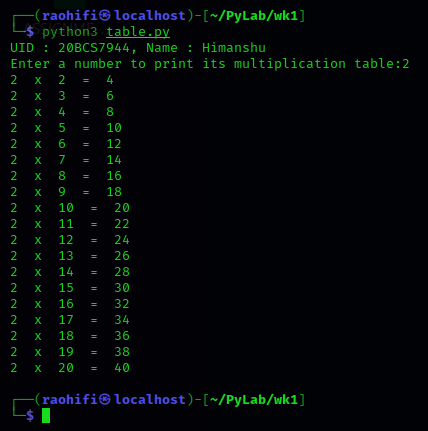 ┌──(raohifi㉿localhost)-[~/PyLab/wk1]
└─$ python3 table.py
UID : 20BCS7944, Name : Himanshu
Enter a number to print its multiplication table:2
2  x  2  =  4
2  x  3  =  6
2  x  4  =  8
2  x  5  =  10
2  x  6  =  12
2  x  7  =  14
2  x  8  =  16
2  x  9  =  18
2  x  10  =  20
2  x  11  =  22
2  x  12  =  24
2  x  13  =  26
2  x  14  =  28
2  x  15  =  30
2  x  16  =  32
2  x  17  =  34
2  x  18  =  36
2  x  19  =  38
2  x  20  =  40
┌──(raohifi㉿localhost)-[~/PyLab/wk1]
└─$